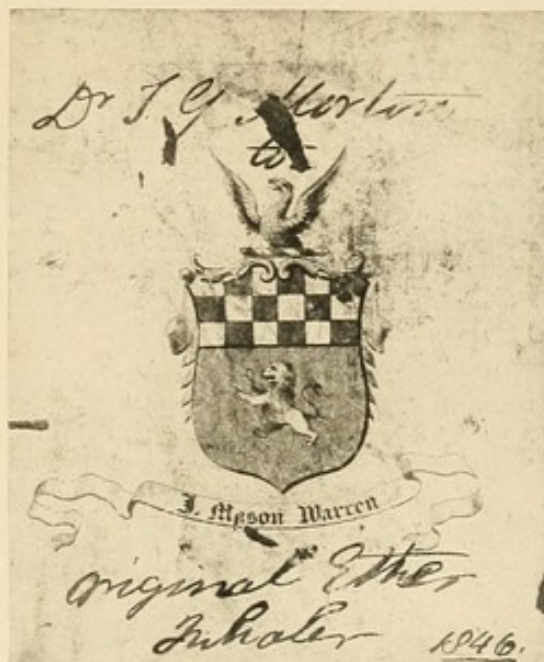 Dr T. G. Morton
to
J. Mason Warren
original Ether
Inhaler 1846.